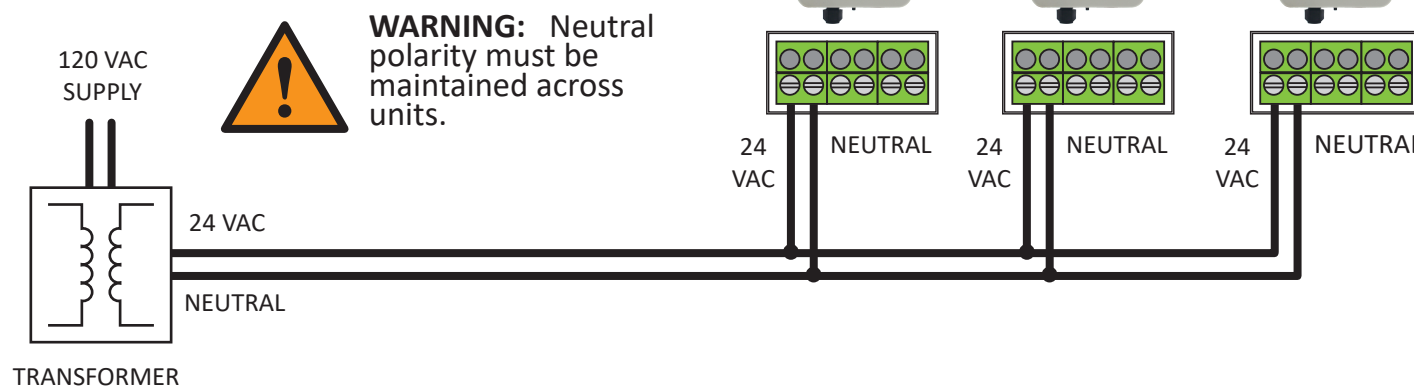 WARNING: Neutral
polarity must be
maintained across
units.
120 VAC
SUPPLY
24
VAC
NEUTRAL
24
VAC
NEUTRAL
24
VAC
NEUTRAL
24 VAC
NEUTRAL
TRANSFORMER